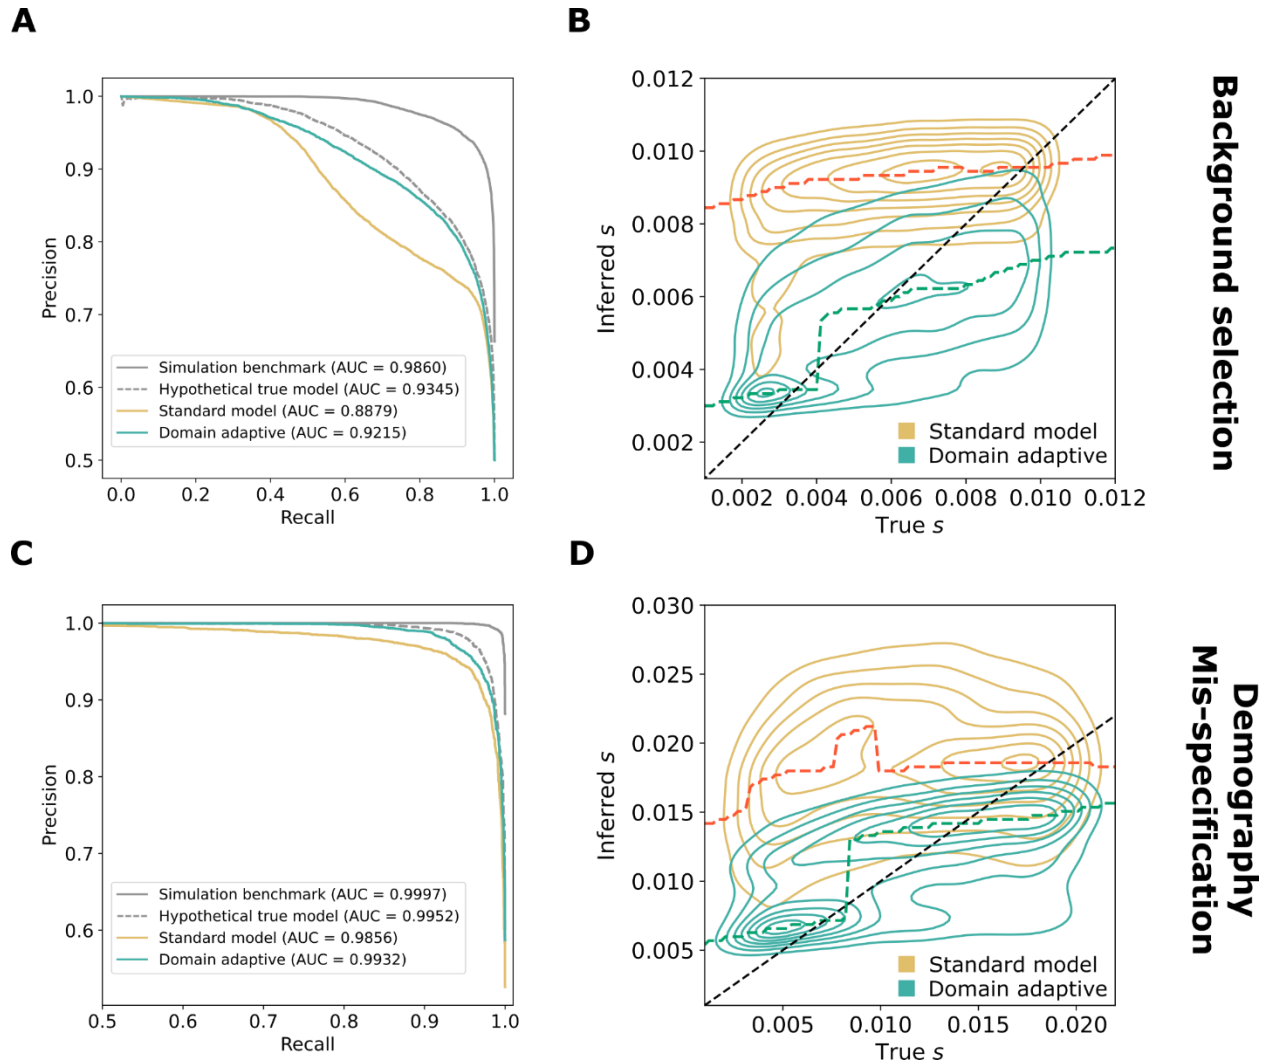 A
1.0
0.9
0.8
0.7
0.6
0.5
Precision
Simulation benchmark (AUC = 0.9860)
Hypothetical true model (AUC = 0.9345)
Standard model (AUC = 0.8879)
Domain adaptive (AUC = 0.9215)
0.0 0.2 0.4 0.6 0.8 1.0
Recall
B
0.012
0.010
0.008
0.006
0.004
0.002
Inferred s
Standard model
Domain adaptive
0.002 0.004 0.006 0.008 0.010 0.012
True s
Background selection
C
1.0
0.9
0.8
0.7
0.6
Precision
Simulation benchmark (AUC = 0.9997)
Hypothetical true model (AUC = 0.9952)
Standard model (AUC = 0.9856)
Domain adaptive (AUC = 0.9932)
0.5 0.6 0.7 0.8 0.9 1.0
Recall
D
0.030
0.025
0.020
0.015
0.010
0.005
Inferred s
Standard model
Domain adaptive
0.005 0.010 0.015 0.020
True s
Demography
Mis-specification